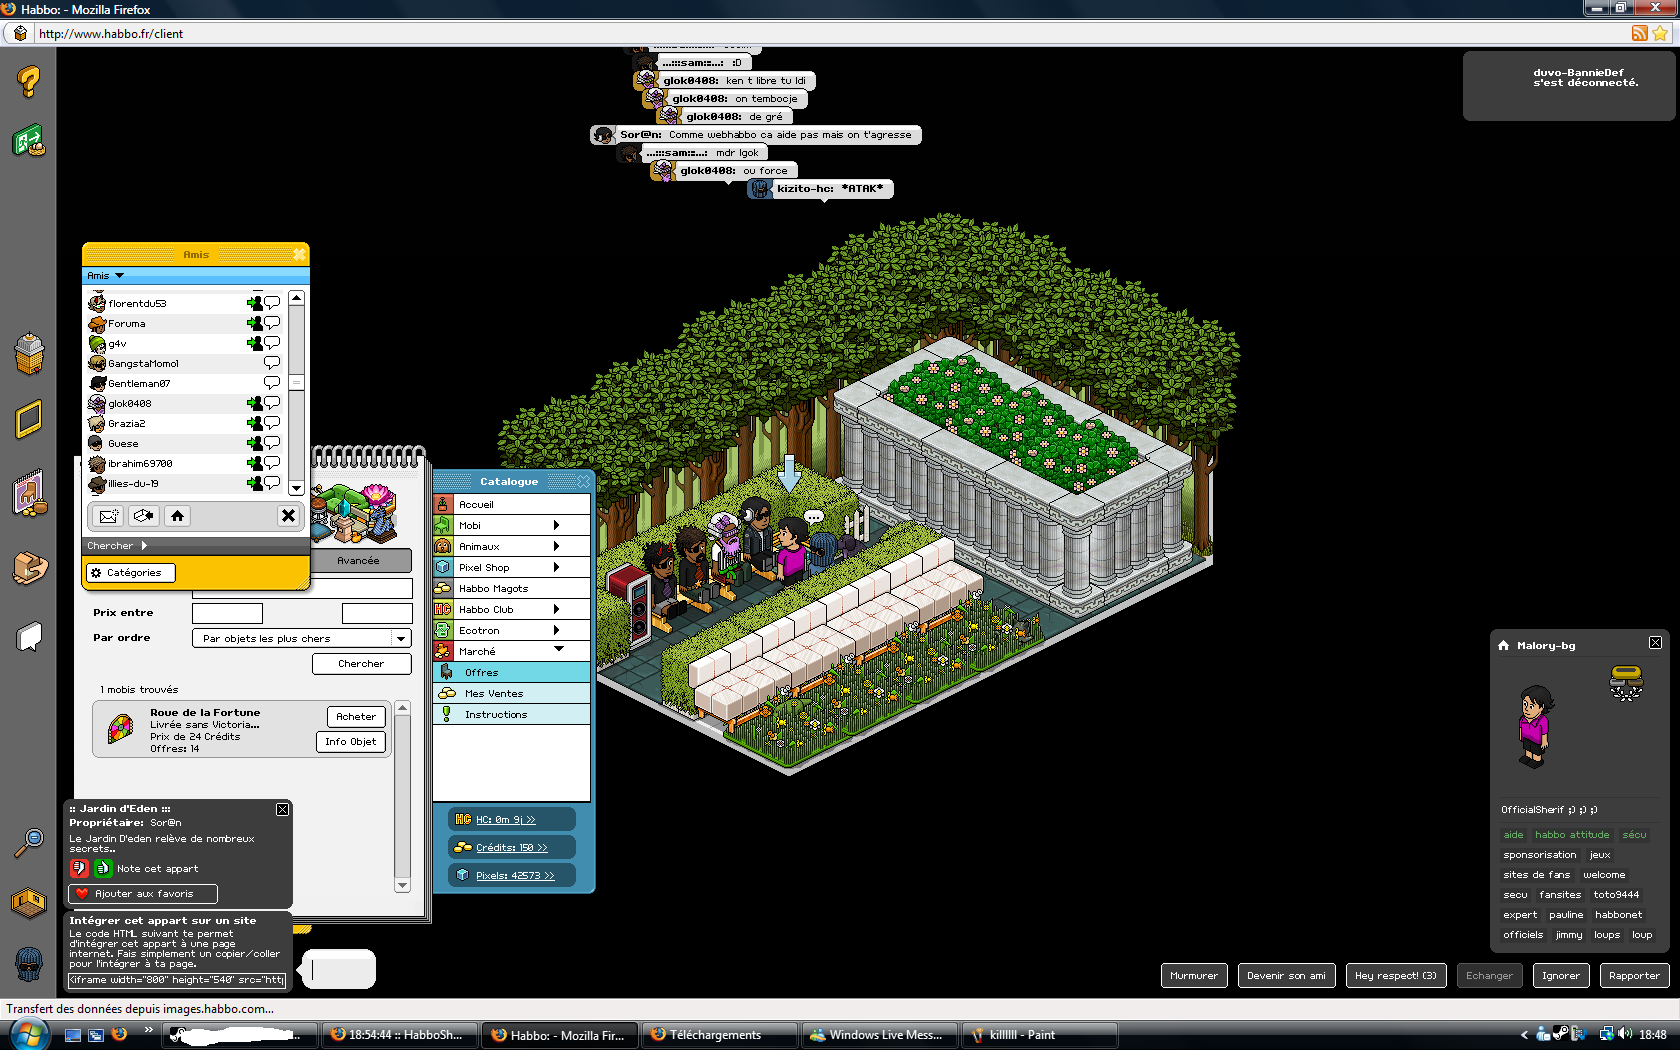 Habbo: - Mozilla Firefox
http://www.habbo.fr/client
...:::sam:::...: :D
glok0408: ken t libre tu ldi
glok0408: on tembocje
glok0408: de gré
Sor@n: Comme webhabbo ca aide pas mais on t'agresse
...:::sam:::...: mdr lgok
glok0408: ou force
kizito-hc: *ATAK*
duvo-BannieDef
s'est déconnecté.
Amis
Amis
florentdu53
Foruma
g4v
GangstaMomo1
Gentleman07
glok0408
Grazia2
Guese
ibrahim69700
illies-du-19
Chercher
Catégories
Avancée
Prix entre
Par ordre
Par objets les plus chers
Chercher
1 mobis trouvés
Roue de la Fortune
Livrée sans Victoria...
Prix de 24 Crédits
Offres: 14
Acheter
Info Objet
Catalogue
Accueil
Mobi
Animaux
Pixel Shop
Habbo Magots
Habbo Club
Ecotron
Marché
Offres
Mes Ventes
Instructions
HC: 0m 9j >>
Crédits: 150 >>
Pixels: 42573 >>
:: Jardin d'Eden :::
Propriétaire: Sor@n
Le Jardin D'eden relève de nombreux
secrets..
Note cet appart
Ajouter aux favoris
Intégrer cet appart sur un site
Le code HTML suivant te permet
d'intégrer cet appart à une page
internet. Fais simplement un copier/coller
pour l'intégrer à ta page.
<iframe width="800" height="540" src="htt
Malory-bg
OfficialSherif ;) ;) ;)
aide habbo attitude sécu
sponsorisation jeux
sites de fans welcome
secu fansites toto9444
expert pauline habbonet
officiels jimmy loups loup
Murmurer
Devenir son ami
Hey respect! (3)
Echanger
Ignorer
Rapporter
Transfert des données depuis images.habbo.com...
18:54:44 :: HabboSh...
Habbo: - Mozilla Fir...
Téléchargements
Windows Live Mess...
killlllll - Paint
18:48